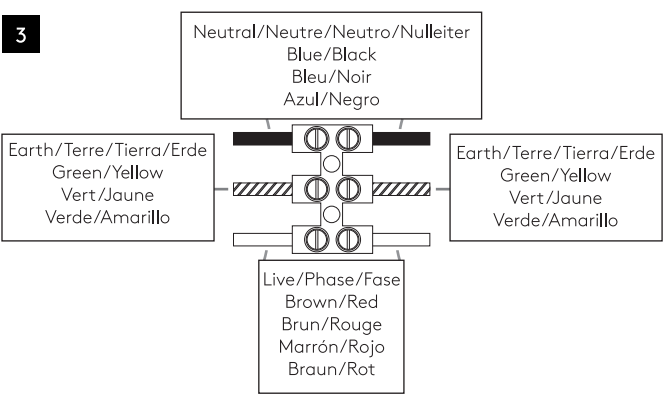 3
Neutral/Neutre/Neutro/Nulleiter
Blue/Black
Bleu/Noir
Azul/Negro
Earth/Terre/Tierra/Erde
Green/Yellow
Vert/Jaune
Verde/Amarillo
Earth/Terre/Tierra/Erde
Green/Yellow
Vert/Jaune
Verde/Amarillo
Live/Phase/Fase
Brown/Red
Brun/Rouge
Marrón/Rojo
Braun/Rot